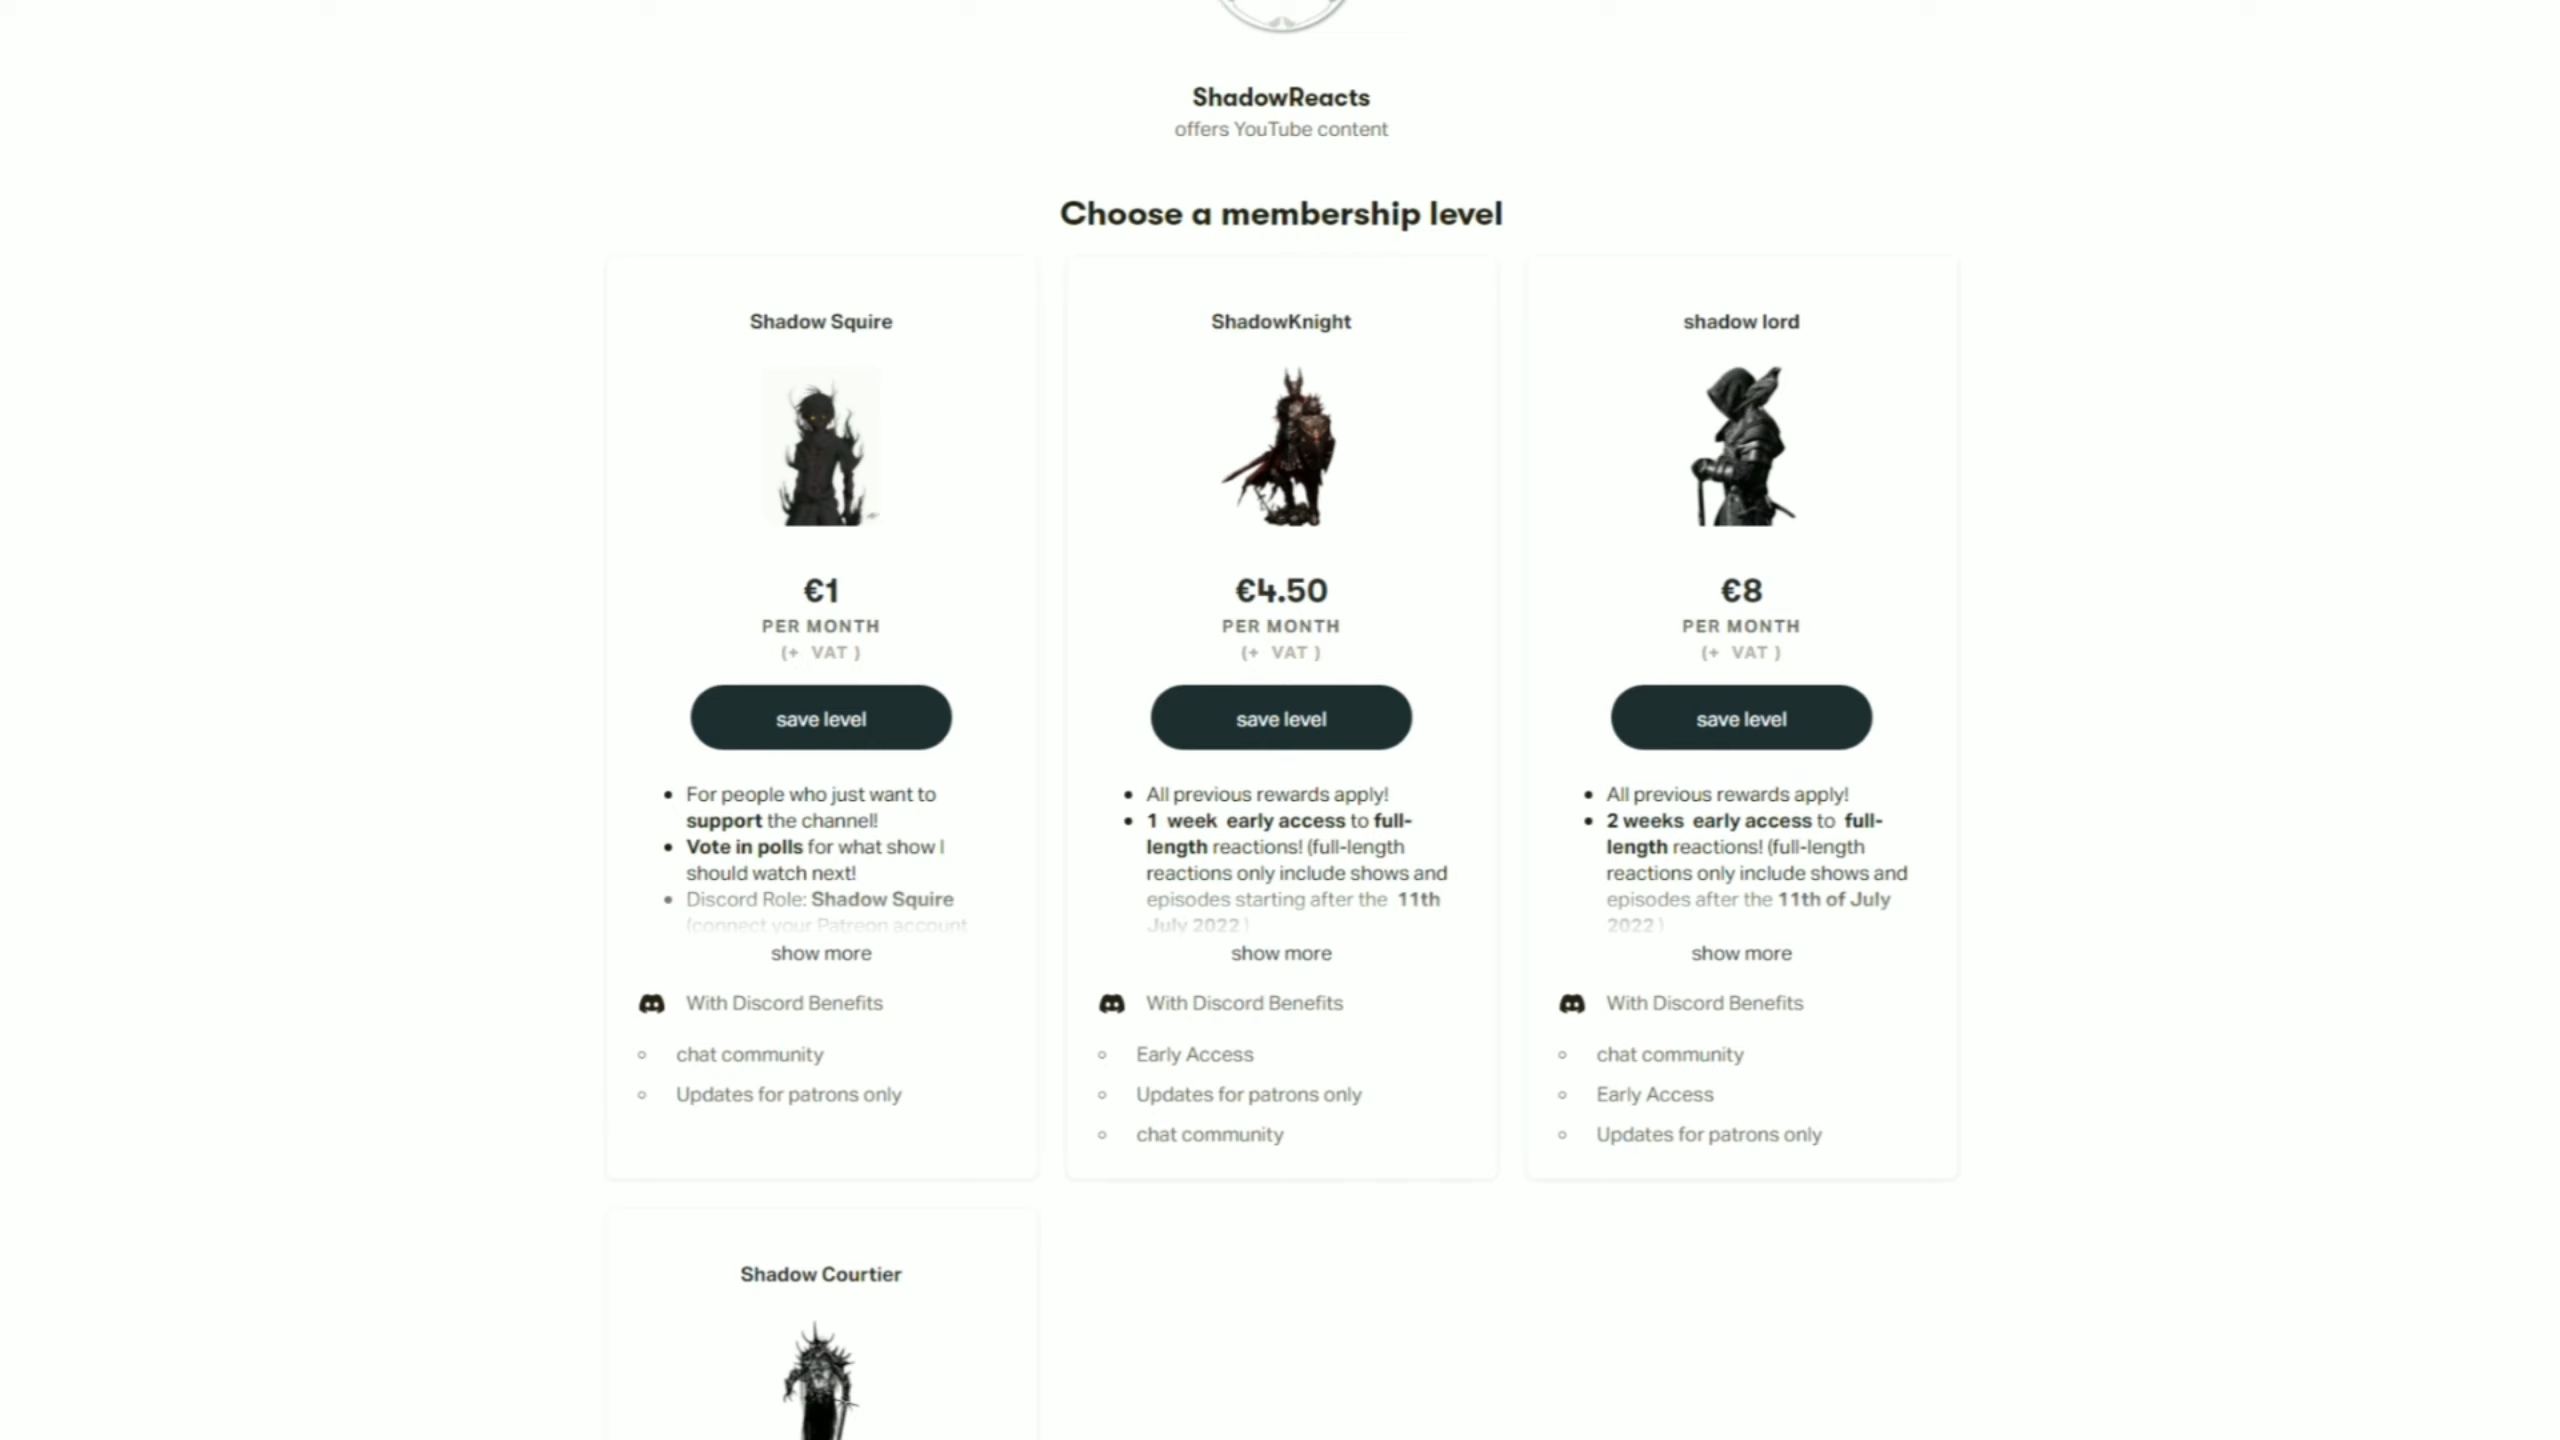 ShadowReacts
offers YouTube content
Choose a membership level
Shadow Squire
€1
PER MONTH
(+ VAT )
save level
For people who just want to
support the channel!
Vote in polls for what show I
should watch next!
Discord Role: Shadow Squire
(connect your Patreon account
show more
With Discord Benefits
chat community
Updates for patrons only
ShadowKnight
€4.50
PER MONTH
(+ VAT )
save level
All previous rewards apply!
1 week early access to full-
length reactions! (full-length
reactions only include shows and
episodes starting after the 11th
July 2022 )
show more
With Discord Benefits
Early Access
Updates for patrons only
chat community
shadow lord
€8
PER MONTH
(+ VAT )
save level
All previous rewards apply!
2 weeks early access to full-
length reactions! (full-length
reactions only include shows and
episodes after the 11th of July
2022 )
show more
With Discord Benefits
chat community
Early Access
Updates for patrons only
Shadow Courtier